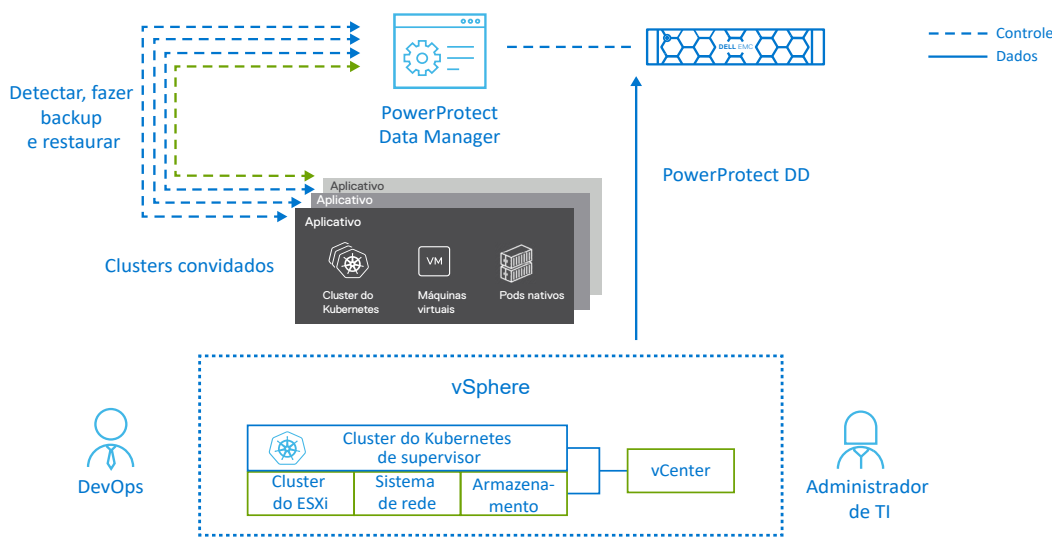 Controle
Dados
DELL EMC
Detectar, fazer
backup
e restaurar
PowerProtect
Data Manager
PowerProtect DD
Aplicativo
Aplicativo
Aplicativo
VM
Cluster do
Kubernetes
Máquinas
virtuais
Pods nativos
Clusters convidados
vSphere
Cluster do Kubernetes
de supervisor
Cluster
do ESXi
Sistema
de rede
Armazena-
mento
vCenter
DevOps
Administrador
de TI